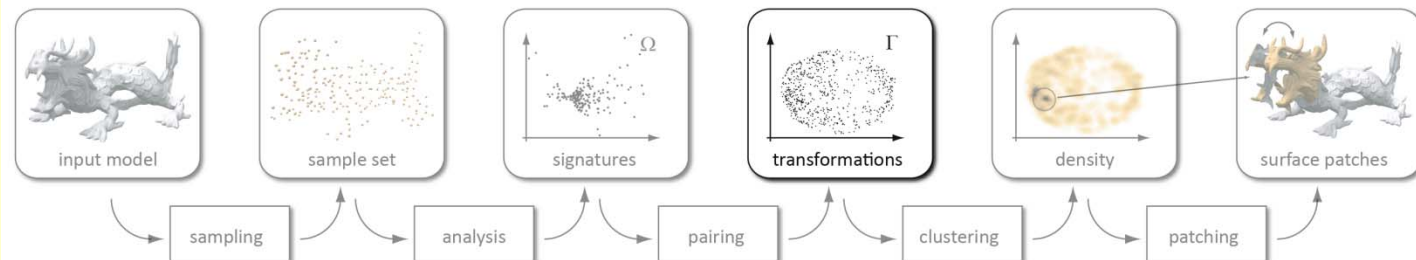 Ω
Γ
input model
sample set
signatures
transformations
density
surface patches
sampling
analysis
pairing
clustering
patching